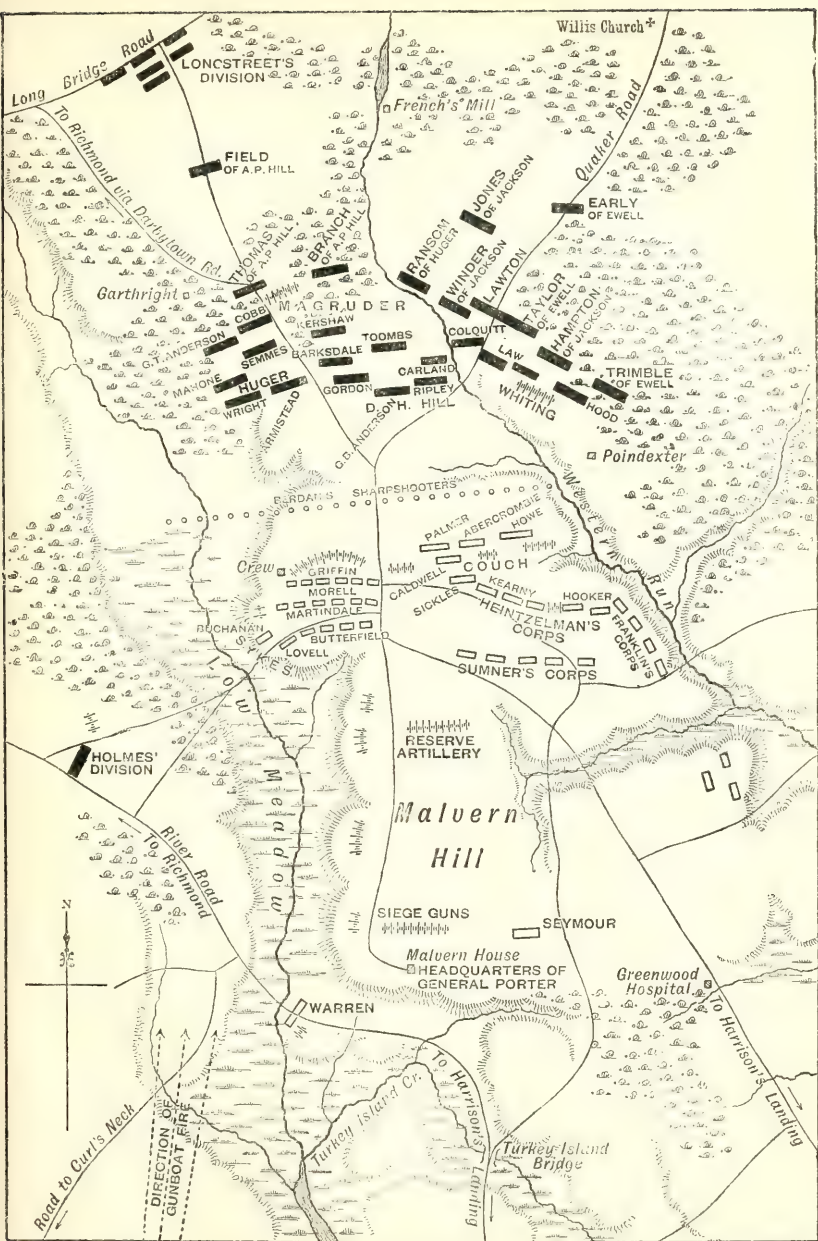 Willis Church
Long Bridge Road
LONGSTREET'S
DIVISION
To Richmond via Darbytown Rd.
French's Mill
Quaker Road
FIELD
OF A.P. HILL
JONES
OF JACKSON
EARLY
OF EWELL
THOMAS
OF A.P. HILL
BRANCH
OF A.P. HILL
RANSOM
OF HUGER
WINDER
OF JACKSON
LAWTON
TAYLOR
OF EWELL
HAMPTON
OF JACKSON
Garthright
MAGRUDER
COBB
KERSHAW
G.T. ANDERSON
SEMMES
BARKSDALE
TOOMBS
COLQUITT
LAW
TRIMBLE
OF EWELL
MAHONE
HUGER
WRIGHT
ARMISTEAD
GORDON
CARLAND
RIPLEY
WHITING
HOOD
G.B. ANDERSON
D. H. HILL
Poindexter
BERDAN'S SHARPSHOOTERS
Western Run
PALMER
ABERCROMBIE
HOWE
Crew
GRIFFIN
COUCH
MORELL
CALDWELL
MARTINDALE
SICKLES
KEARNY
HOOKER
HEINTZELMAN'S
CORPS
FRANKLIN'S
CORPS
BUCHANAN
SYKES
BUTTERFIELD
LOVELL
SUMNER'S CORPS
Low Meadow
HOLMES'
DIVISION
RESERVE
ARTILLERY
Malvern
Hill
River Road
To Richmond
N
SIEGE GUNS
SEYMOUR
Malvern House
HEADQUARTERS OF
GENERAL PORTER
Greenwood
Hospital
To Harrison's Landing
WARREN
To Harrison's Landing
Turkey Island Cr.
Turkey Island
Bridge
DIRECTION OF
GUNBOAT FIRE
Road to Curl's Neck